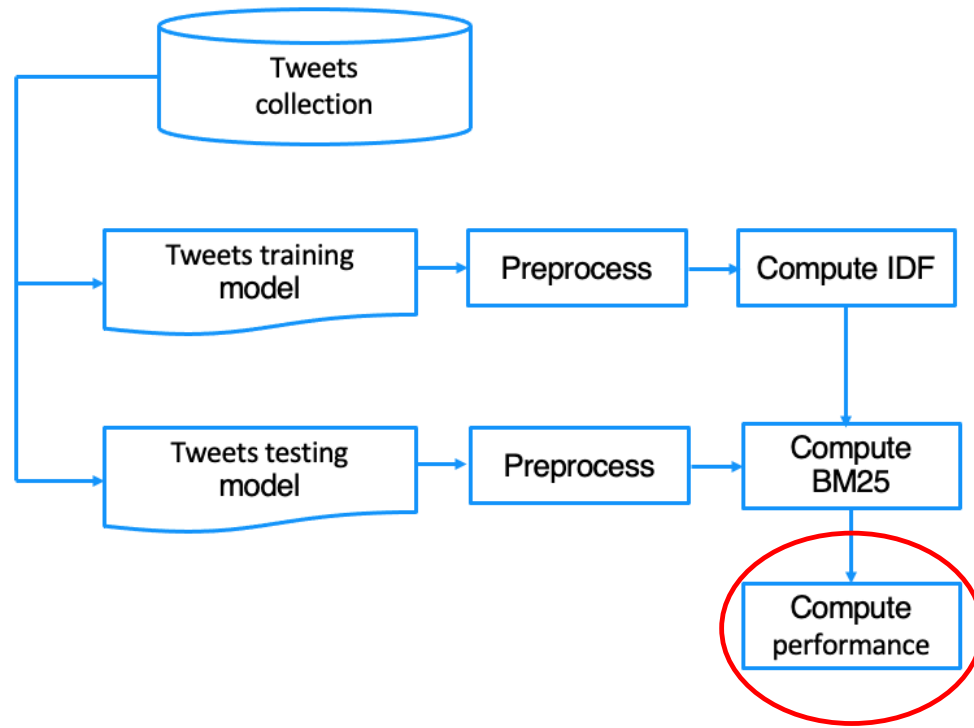 Tweets
collection
Tweets training
model
Preprocess
Compute IDF
Tweets testing
model
Preprocess
Compute
BM25
Compute
performance